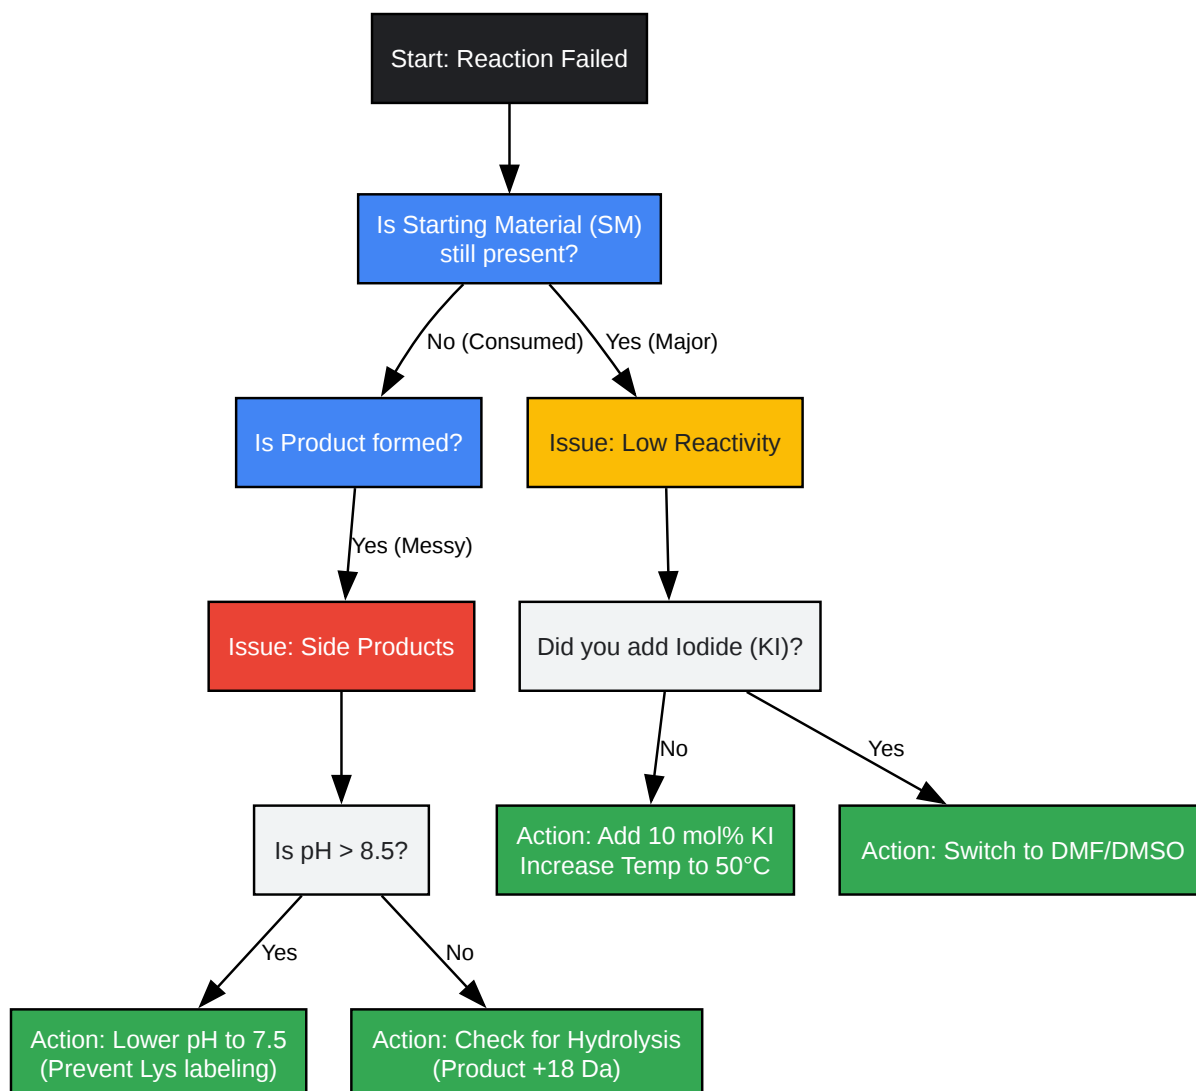 Start: Reaction Failed
Is Starting Material (SM)
still present?
No (Consumed)
Yes (Major)
Is Product formed?
Issue: Low Reactivity
Yes (Messy)
Issue: Side Products
Did you add Iodide (KI)?
No
Yes
Is pH > 8.5?
Action: Add 10 mol% KI
Increase Temp to 50°C
Action: Switch to DMF/DMSO
Yes
No
Action: Lower pH to 7.5
(Prevent Lys labeling)
Action: Check for Hydrolysis
(Product +18 Da)